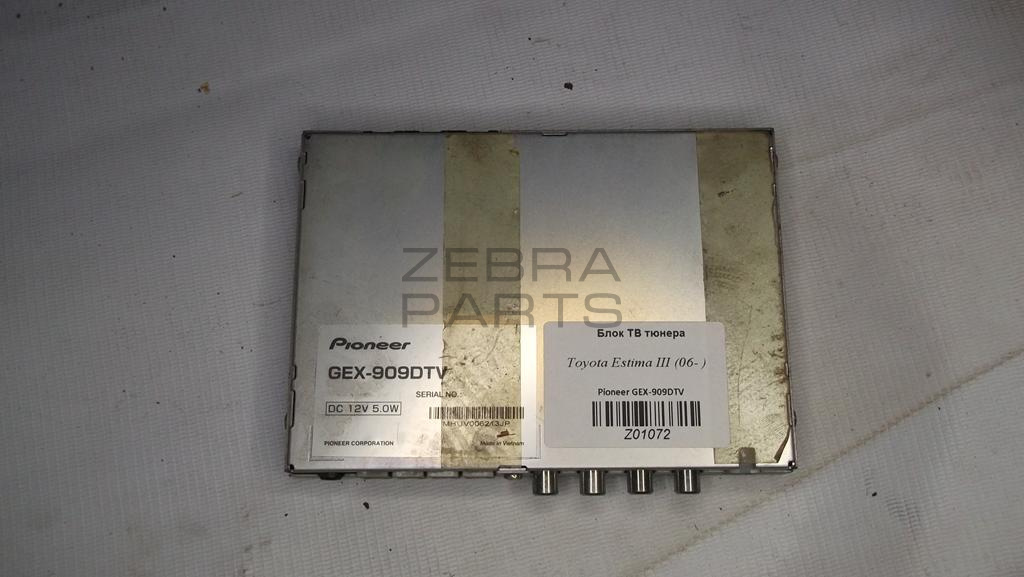 ZEBRA
PARTS
Pioneer
GEX-909DTV
SERIAL NO.:
DC 12V 5.0W
PIONEER CORPORATION
Made in Vietnam
Блок ТВ тюнера
Toyota Estima III (06- )
Pioneer GEX-909DTV
Z01072